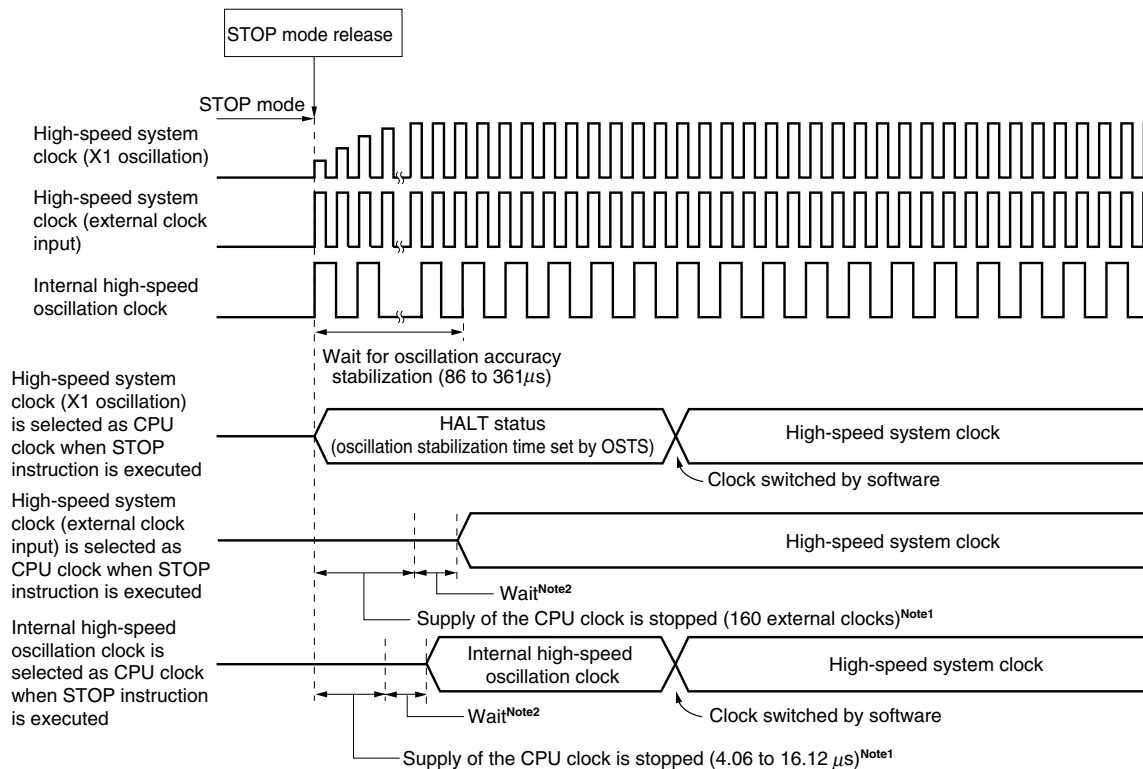 STOP mode release
STOP mode
High-speed system
clock (X1 oscillation)
High-speed system
clock (external clock
input)
Internal high-speed
oscillation clock
Wait for oscillation accuracy
stabilization (86 to 361μs)
High-speed system
clock (X1 oscillation)
is selected as CPU
clock when STOP
instruction is executed
HALT status
(oscillation stabilization time set by OSTS)
High-speed system clock
Clock switched by software
High-speed system
clock (external clock
input) is selected as
CPU clock when STOP
instruction is executed
High-speed system clock
Wait Note2
Supply of the CPU clock is stopped (160 external clocks) Note1
Internal high-speed
oscillation clock is
selected as CPU clock
when STOP instruction
is executed
Internal high-speed
oscillation clock
High-speed system clock
Wait Note2
Clock switched by software
Supply of the CPU clock is stopped (4.06 to 16.12 μs) Note1